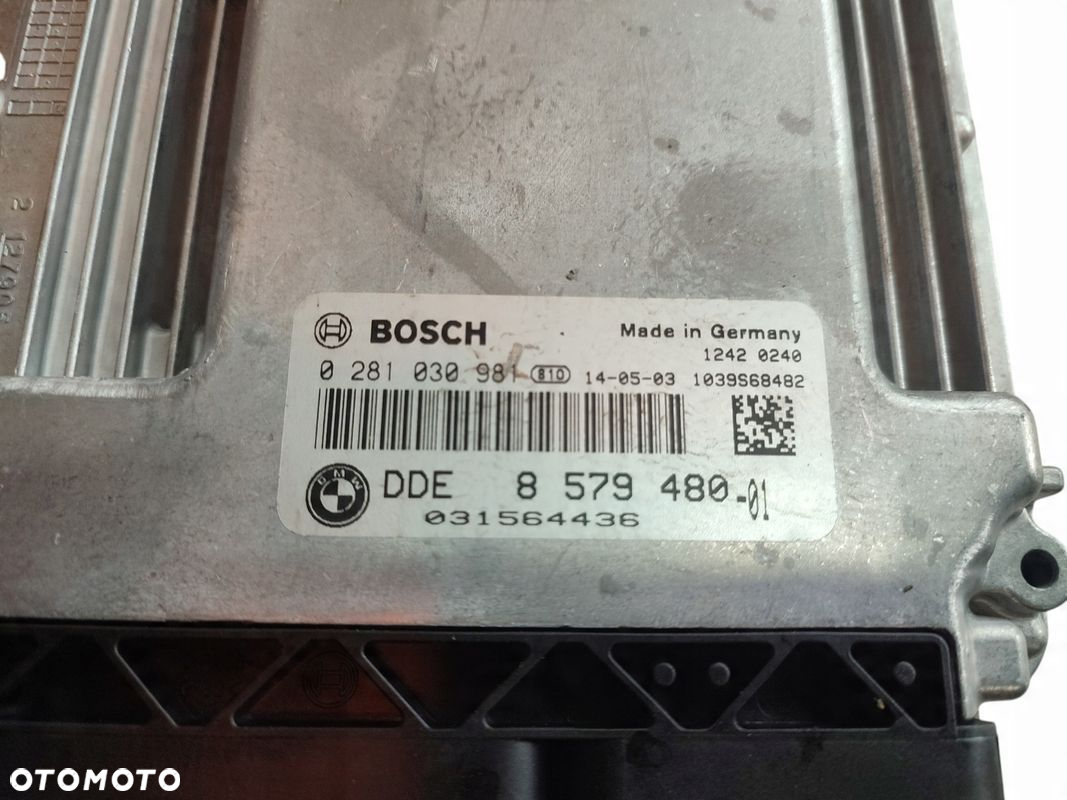 BOSCH
Made in Germany
1242 0240
0 281 030 981 810 14-05-03 1039S68482
BMW
DDE 8 579 480-01
031564436
OTOMOTO